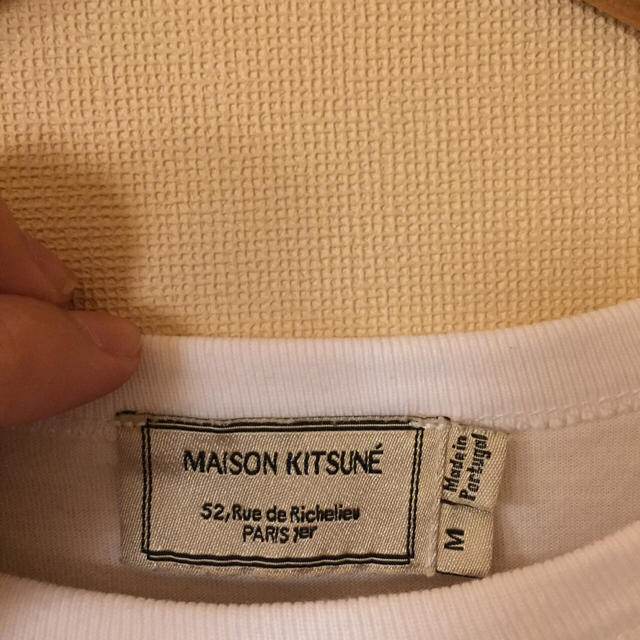 MAISON KITSUNÉ
52, Rue de Richelieu
PARIS 1er
Made in
Portugal
M